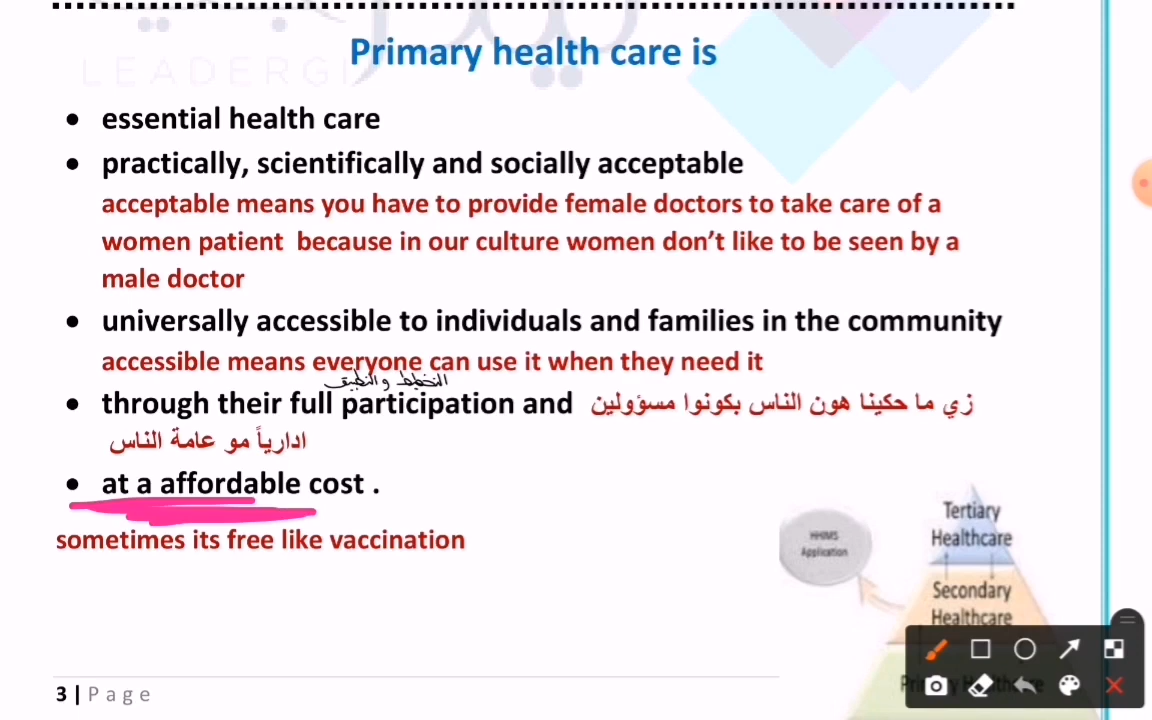 LEADERGI
Primary health care is
• essential health care
• practically, scientifically and socially acceptable
acceptable means you have to provide female doctors to take care of a
women patient because in our culture women don't like to be seen by a
male doctor
• universally accessible to individuals and families in the community
accessible means everyone can use it when they need it
التخطيط والتطبيق
• through their full participation and زي ما حكينا هون الناس بكونوا مسؤولين
ادارياً مو عامة الناس
• at a affordable cost .
sometimes its free like vaccination
HHIMS
Application
Tertiary
Healthcare
Secondary
Healthcare
3 | Page